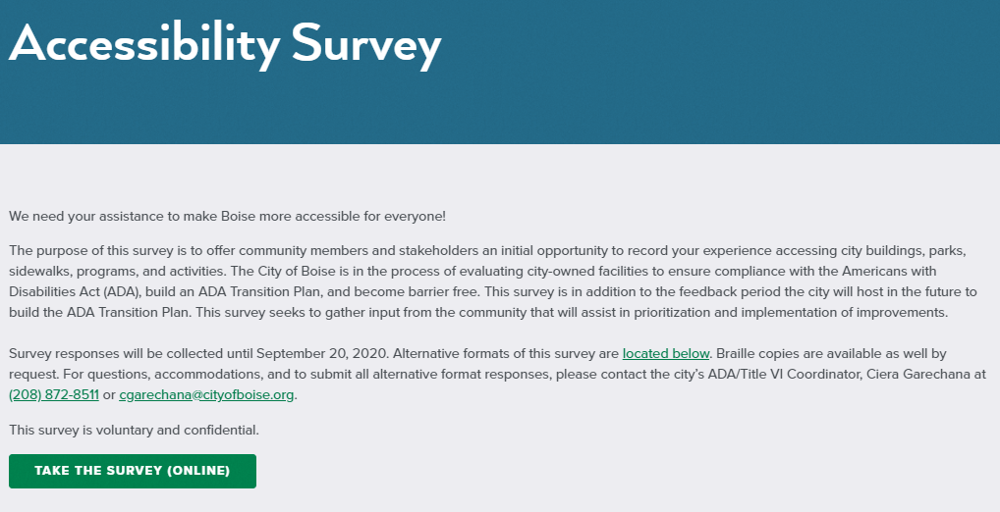 Accessibility Survey
We need your assistance to make Boise more accessible for everyone!
The purpose of this survey is to offer community members and stakeholders an initial opportunity to record your experience accessing city buildings, parks,
sidewalks, programs, and activities. The City of Boise is in the process of evaluating city-owned facilities to ensure compliance with the Americans with
Disabilities Act (ADA), build an ADA Transition Plan, and become barrier free. This survey is in addition to the feedback period the city will host in the future to
build the ADA Transition Plan. This survey seeks to gather input from the community that will assist in prioritization and implementation of improvements.
Survey responses will be collected until September 20, 2020. Alternative formats of this survey are located below. Braille copies are available as well by
request. For questions, accommodations, and to submit all alternative format responses, please contact the city's ADA/Title VI Coordinator, Ciera Garechana at
(208) 872-8511 or cgarechana@cityofboise.org.
This survey is voluntary and confidential.
TAKE THE SURVEY (ONLINE)